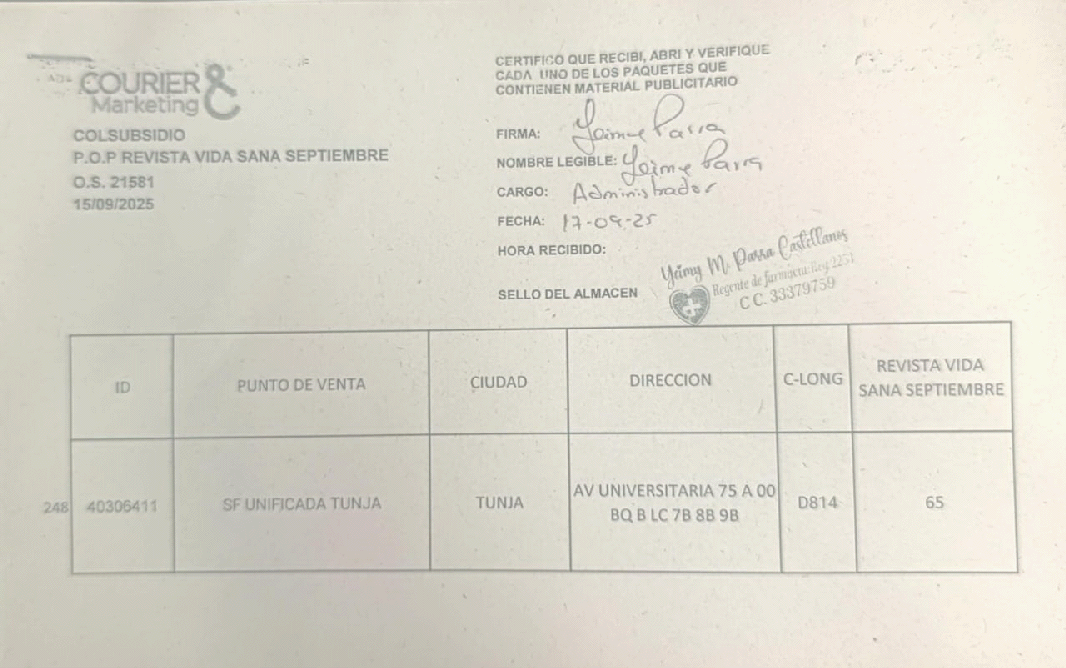 COURIER &
Marketing
COLSUBSIDIO
P.O.P REVISTA VIDA SANA SEPTIEMBRE
O.S. 21581
15/09/2025
CERTIFICO QUE RECIBI, ABRI Y VERIFIQUE
CADA UNO DE LOS PAQUETES QUE
CONTIENEN MATERIAL PUBLICITARIO
FIRMA: Yeimy Parra
NOMBRE LEGIBLE: Yeimy Parra
CARGO: Administrador
FECHA: 17-09-25
HORA RECIBIDO:
SELLO DEL ALMACEN
Yeimy M. Parra Castellanos
Regente de farmacia Reg. 2251
C C. 33379759
ID PUNTO DE VENTA CIUDAD DIRECCION C-LONG REVISTA VIDA
SANA SEPTIEMBRE
248 40306411 SF UNIFICADA TUNJA TUNJA AV UNIVERSITARIA 75 A 00 D814 65
BQ B LC 7B 8B 9B